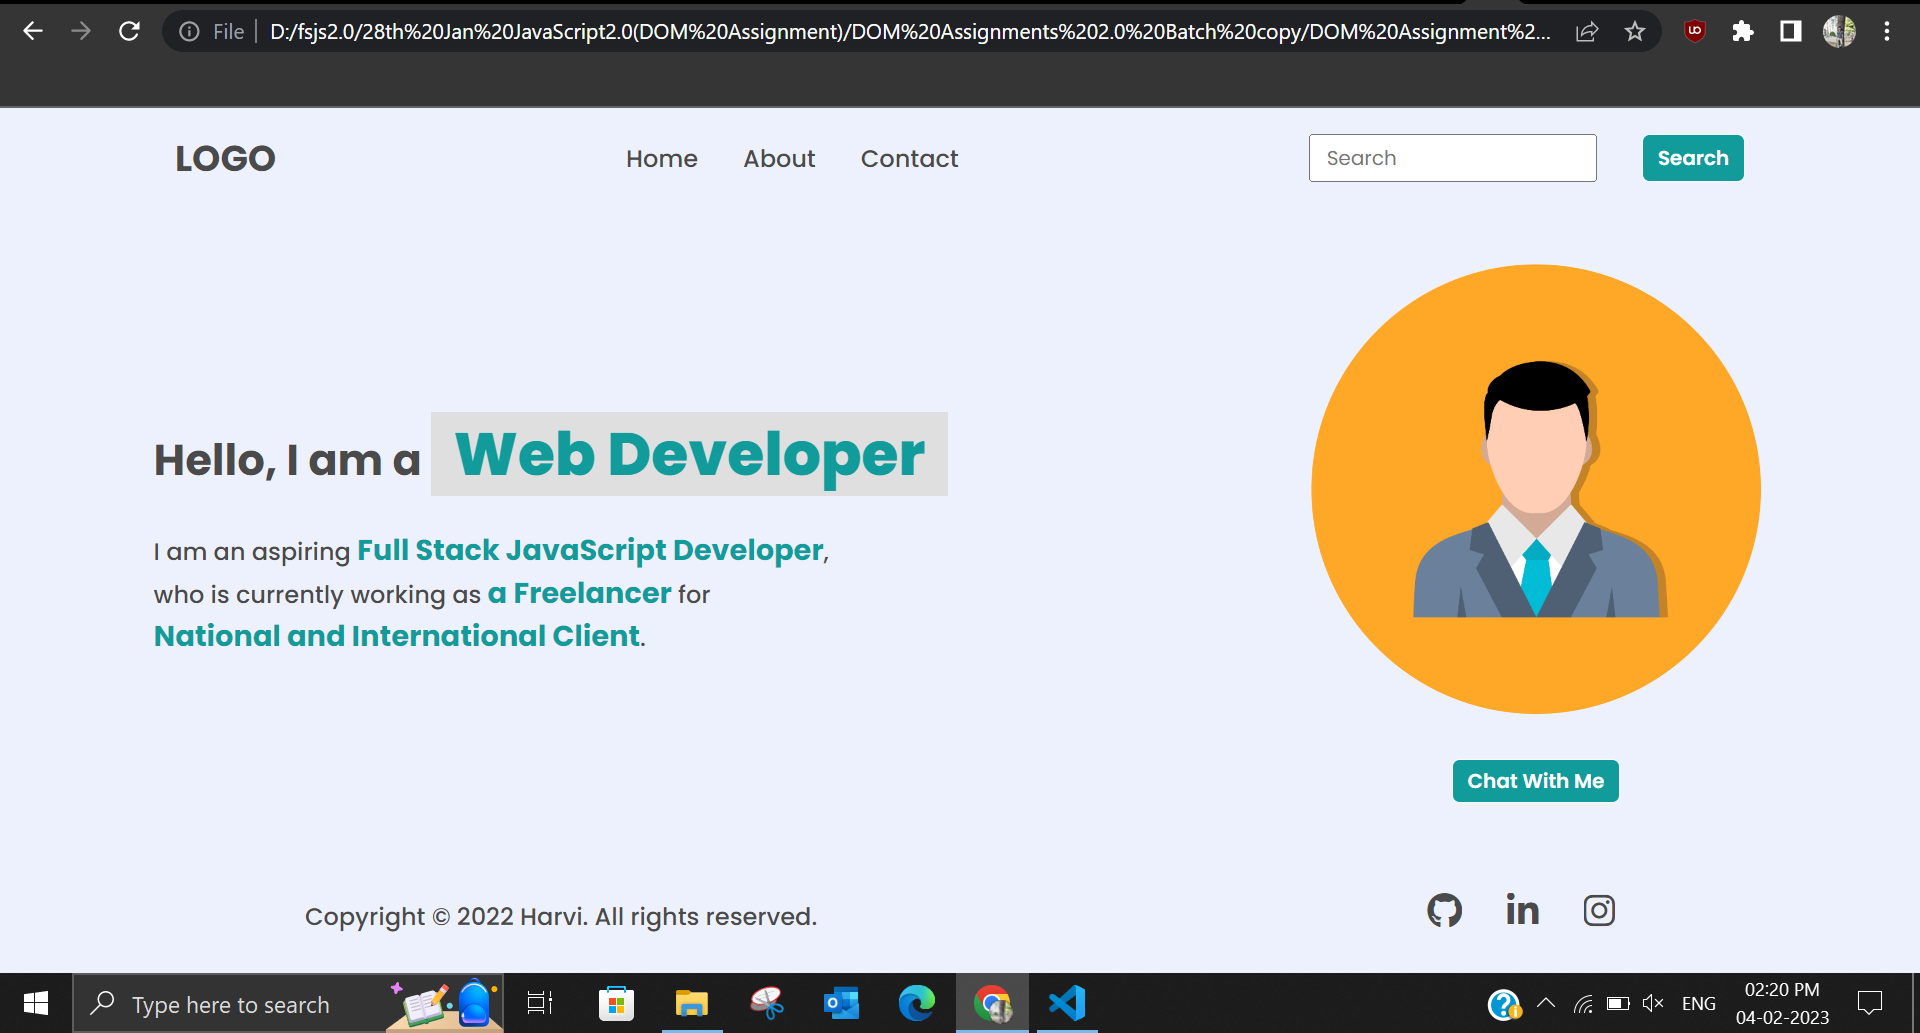 File D:/fsjs2.0/28th%20Jan%20JavaScript2.0(DOM%20Assignment)/DOM%20Assignments%202.0%20Batch%20copy/DOM%20Assignment%2...
LOGO Home About Contact Search Search
Hello, I am a Web Developer
I am an aspiring Full Stack JavaScript Developer,
who is currently working as a Freelancer for
National and International Client.
Chat With Me
Copyright © 2022 Harvi. All rights reserved.
Type here to search
ENG
02:20 PM
04-02-2023